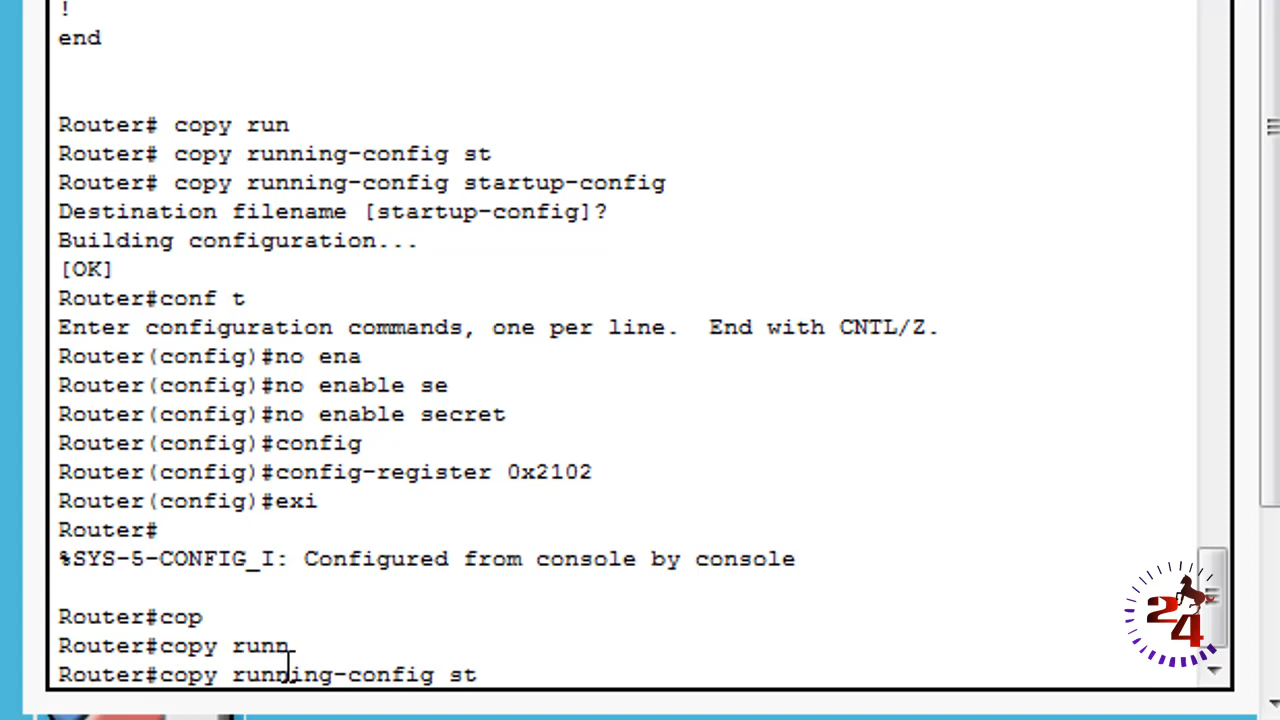 !
end
Router# copy run
Router# copy running-config st
Router# copy running-config startup-config
Destination filename [startup-config]?
Building configuration...
[OK]
Router#conf t
Enter configuration commands, one per line.  End with CNTL/Z.
Router(config)#no ena
Router(config)#no enable se
Router(config)#no enable secret
Router(config)#config
Router(config)#config-register 0x2102
Router(config)#exi
Router#
%SYS-5-CONFIG_I: Configured from console by console
Router#cop
Router#copy runn
Router#copy running-config st
24